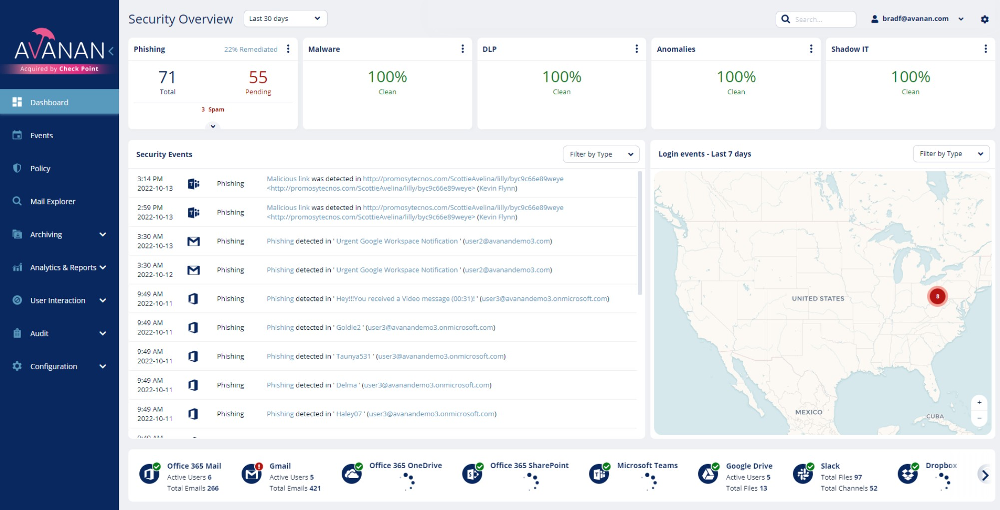 AVANAN
Acquired by Check Point
Dashboard
Events
Policy
Mail Explorer
Archiving
Analytics & Reports
User Interaction
Audit
Configuration
Security Overview
Last 30 days
Search...
bradf@avanan.com
Phishing
22% Remediated
71
Total
55
Pending
3 Spam
Malware
100%
Clean
DLP
100%
Clean
Anomalies
100%
Clean
Shadow IT
100%
Clean
Security Events
Filter by Type
3:14 PM
2022-10-13
Phishing
Malicious link was detected in http://promosytecnos.com/ScottieAvelina/lilly/byc9c66e89weye
<http://promosytecnos.com/ScottieAvelina/lilly/byc9c66e89weye> (Kevin Flynn)
2:59 PM
2022-10-13
Phishing
Malicious link was detected in http://promosytecnos.com/ScottieAvelina/lilly/byc9c66e89weye
<http://promosytecnos.com/ScottieAvelina/lilly/byc9c66e89weye> (Kevin Flynn)
3:30 AM
2022-10-13
Phishing
Phishing detected in ' Urgent Google Workspace Notification ' (user2@avanandemo3.com)
3:30 AM
2022-10-12
Phishing
Phishing detected in ' Urgent Google Workspace Notification ' (user2@avanandemo3.com)
9:49 AM
2022-10-11
Phishing
Phishing detected in ' Hey!!!You received a Video message (00:31)! ' (user3@avanandemo3.onmicrosoft.com)
9:49 AM
2022-10-11
Phishing
Phishing detected in ' Goldie2 ' (user3@avanandemo3.onmicrosoft.com)
9:49 AM
2022-10-11
Phishing
Phishing detected in ' Taunya531 ' (user3@avanandemo3.onmicrosoft.com)
9:49 AM
2022-10-11
Phishing
Phishing detected in ' Delma ' (user3@avanandemo3.onmicrosoft.com)
9:49 AM
2022-10-11
Phishing
Phishing detected in ' Haley07 ' (user3@avanandemo3.onmicrosoft.com)
Login events - Last 7 days
Filter by Type
UNITED STATES
8
MEXICO
CUBA
+
−
Office 365 Mail
Active Users 6
Total Emails 266
Gmail
Active Users 5
Total Emails 421
Office 365 OneDrive
Office 365 SharePoint
Microsoft Teams
Google Drive
Active Users 5
Total Files 13
Slack
Total Files 97
Total Channels 52
Dropbox